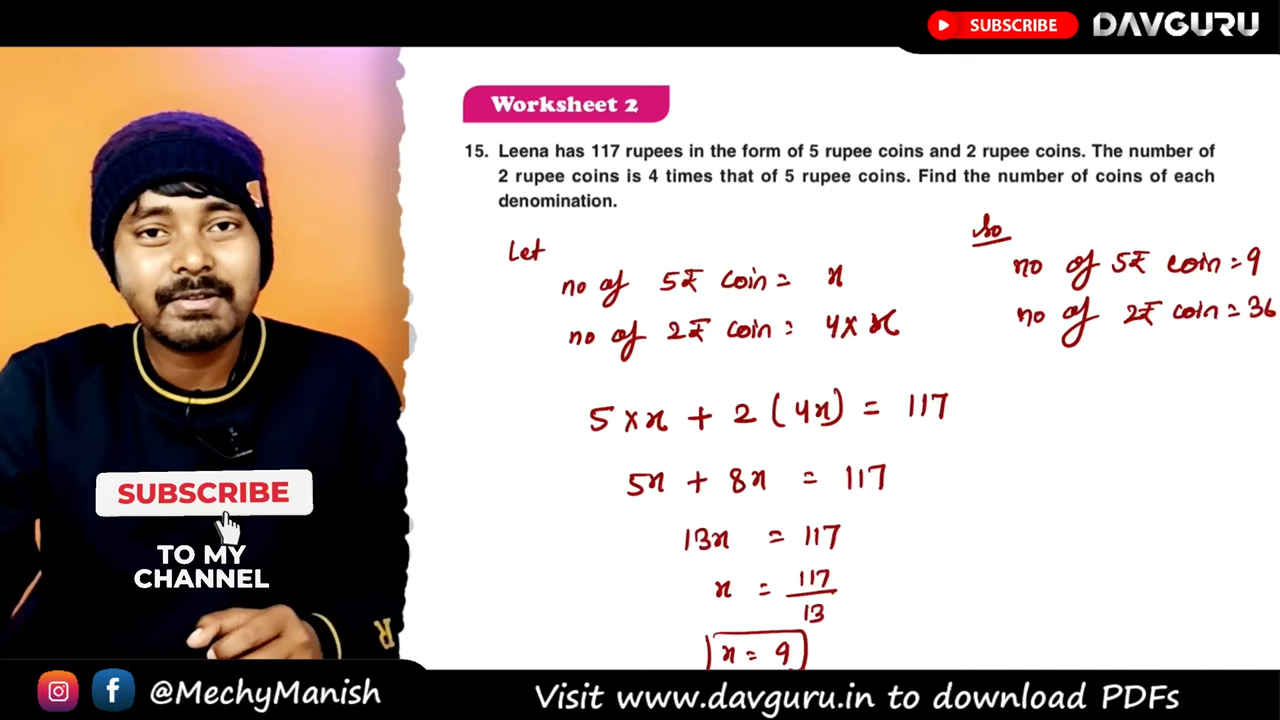 SUBSCRIBE DAVGURU
Worksheet 2
15. Leena has 117 rupees in the form of 5 rupee coins and 2 rupee coins. The number of
2 rupee coins is 4 times that of 5 rupee coins. Find the number of coins of each
denomination.
Let
no of 5₹ coin = x
no of 2₹ coin = 4 × x
5 × x + 2 (4x) = 117
5x + 8x = 117
13x = 117
x = 117/13
x = 9
So
no of 5₹ coin = 9
no of 2₹ coin = 36
SUBSCRIBE
TO MY
CHANNEL
R
@MechyManish
Visit www.davguru.in to download PDFs